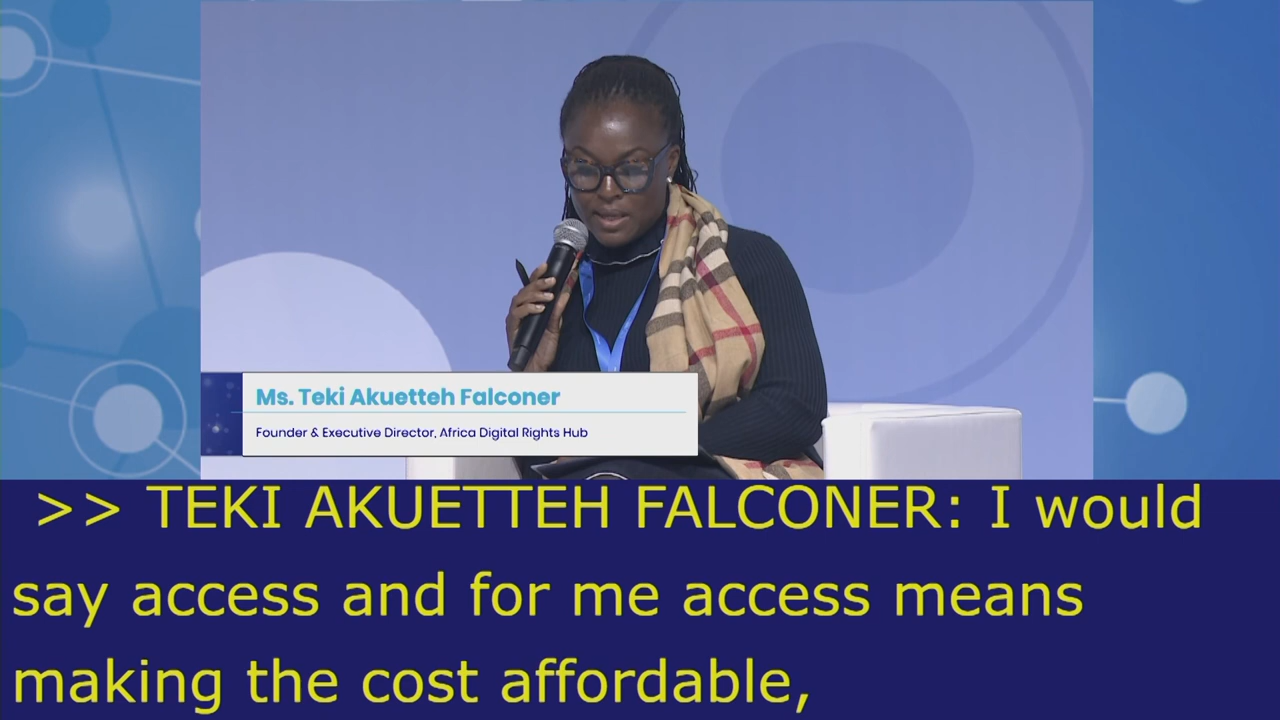 Ms. Teki Akuetteh Falconer
Founder & Executive Director, Africa Digital Rights Hub
>> TEKI AKUETTEH FALCONER: I would
say access and for me access means
making the cost affordable,